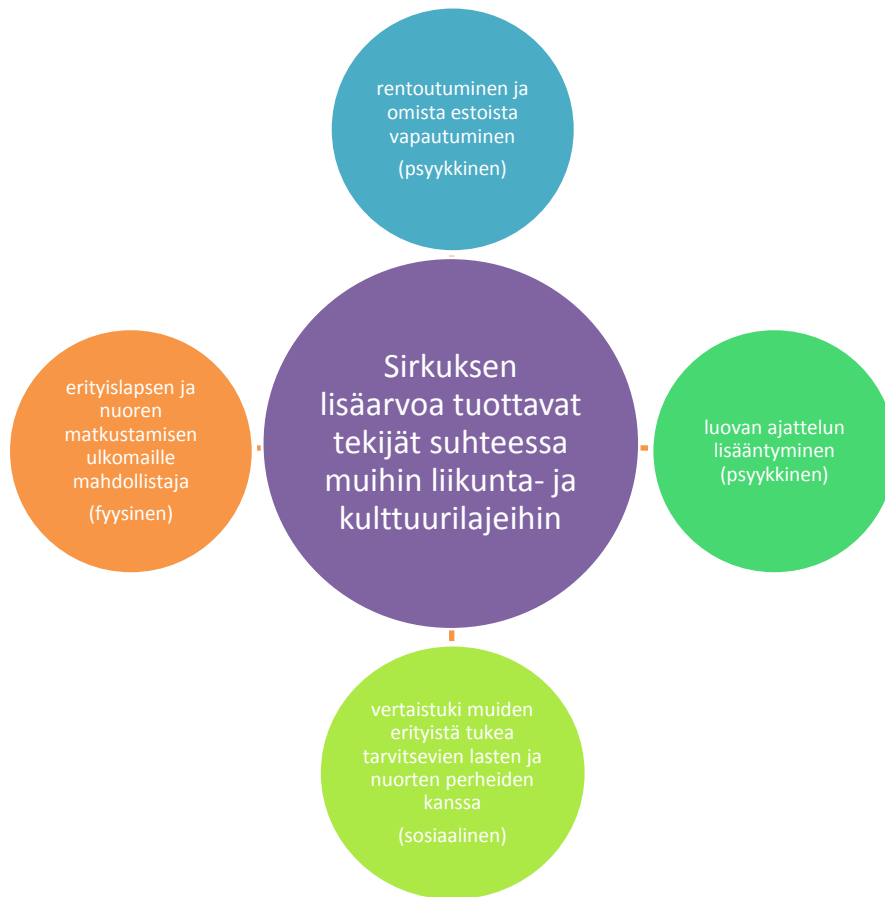 rentoutuminen ja
omista estoista
vapautuminen
(psyykkinen)
Sirkuksen
lisäarvoa tuottavat
tekijät suhteessa
muihin liikunta- ja
kulttuurilajeihin
erityislapsen ja
nuoren
matkustamisen
ulkomaille
mahdollistaja
(fyysinen)
luovan ajattelun
lisääntyminen
(psyykkinen)
vertaistuki muiden
erityistä tukea
tarvitsevien lasten ja
nuorten perheiden
kanssa
(sosiaalinen)